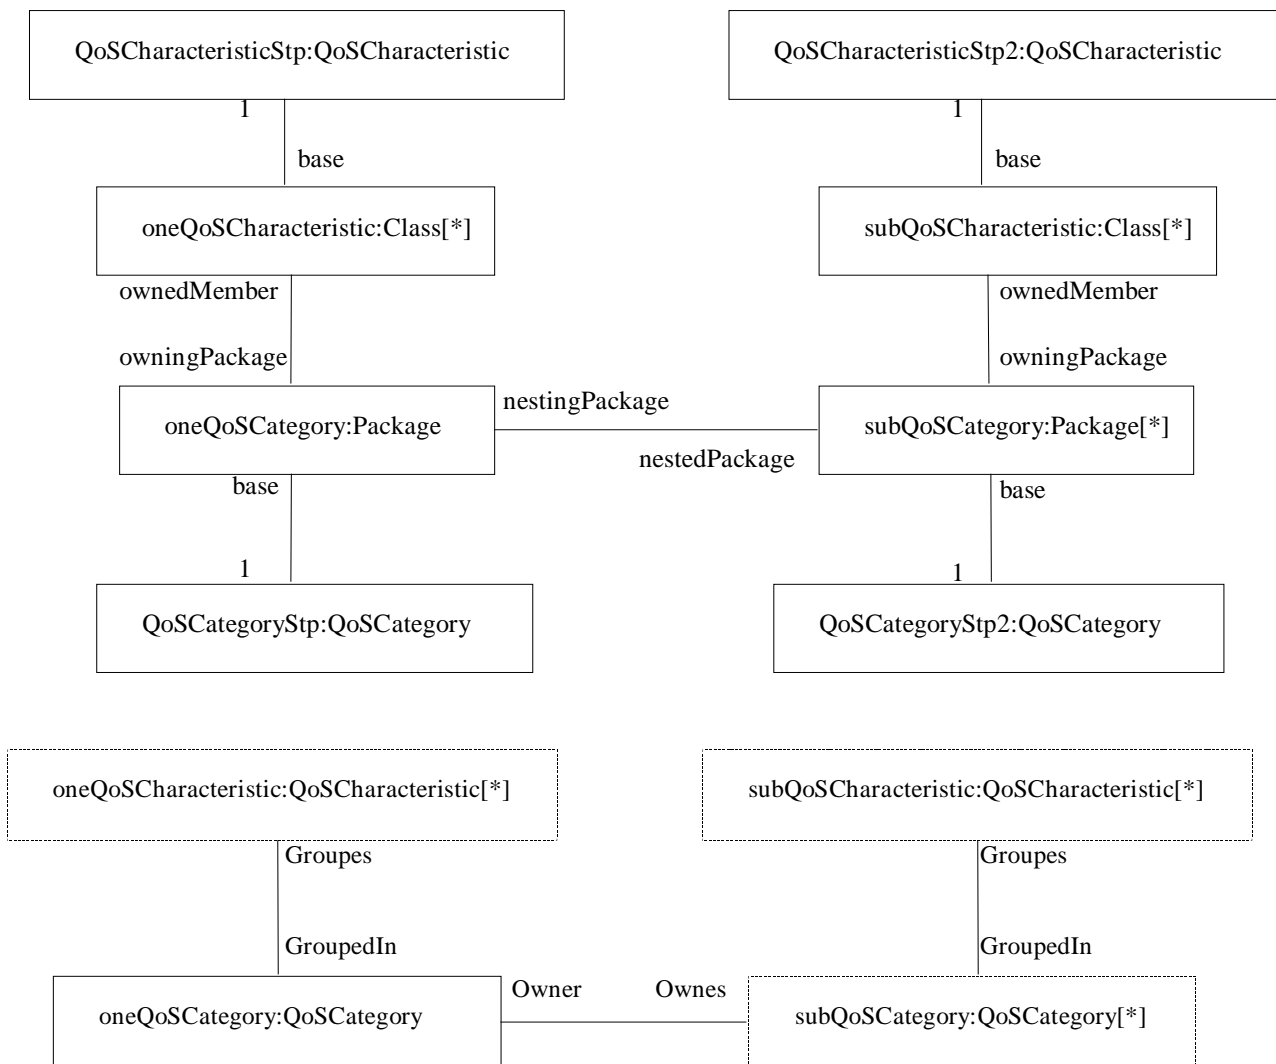 QoSCharacteristicStp:QoSCharacteristic
QoSCharacteristicStp2:QoSCharacteristic
1
1
base
base
oneQoSCharacteristic:Class[*]
subQoSCharacteristic:Class[*]
ownedMember
ownedMember
owningPackage
owningPackage
nestingPackage
oneQoSCategory:Package
subQoSCategory:Package[*]
nestedPackage
base
base
1
1
QoSCategoryStp:QoSCategory
QoSCategoryStp2:QoSCategory
oneQoSCharacteristic:QoSCharacteristic[*]
subQoSCharacteristic:QoSCharacteristic[*]
Groupes
Groupes
GroupedIn
GroupedIn
Owner
Ownes
oneQoSCategory:QoSCategory
subQoSCategory:QoSCategory[*]